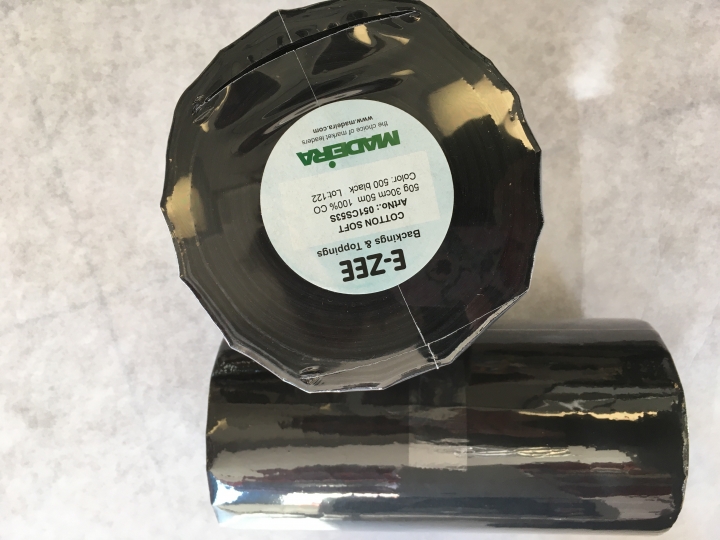 E-ZEE
Backings & Toppings
COTTON SOFT
ArtNo.: 051CS53S
50g 30cm 50m 100% CO
Color: 500 black Lot:122
MADEIRA
the choice of market leaders
www.madeira.com